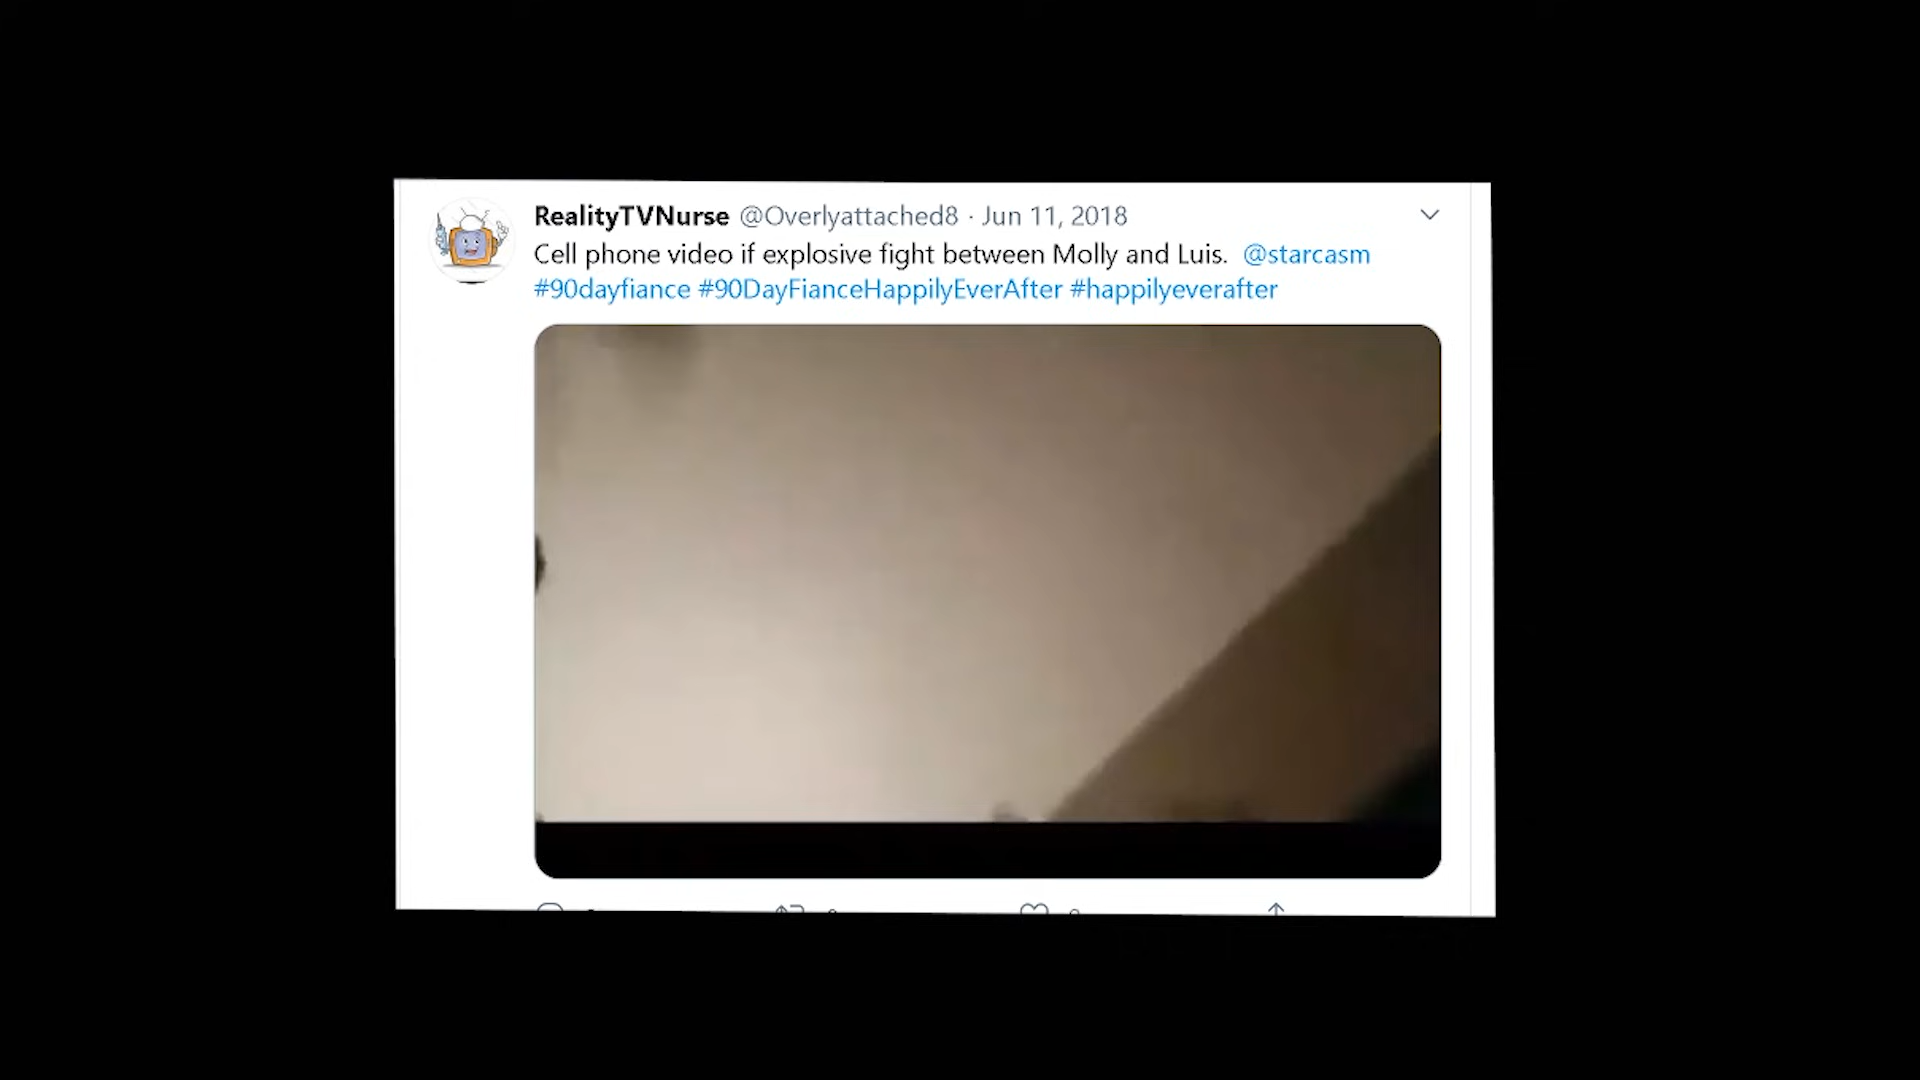 RealityTVNurse @Overlyattached8 · Jun 11, 2018
Cell phone video if explosive fight between Molly and Luis. @starcasm
#90dayfiance #90DayFianceHappilyEverAfter #happilyeverafter